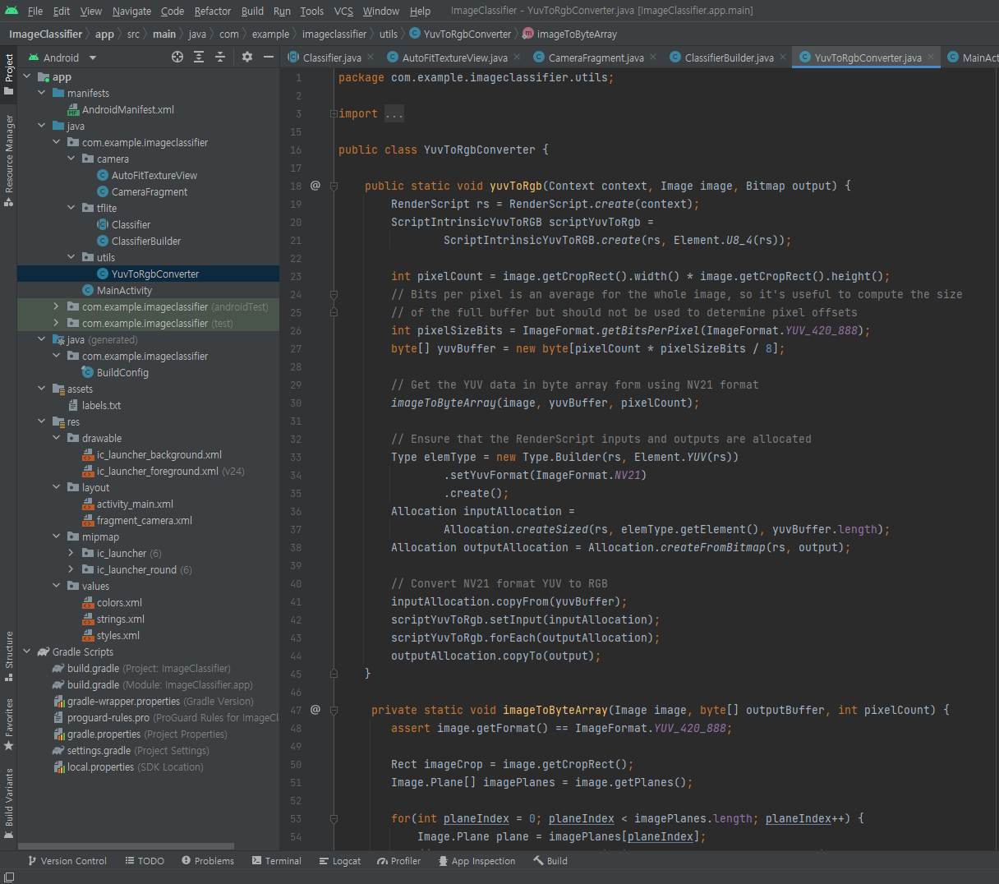 File Edit View Navigate Code Refactor Build Run Tools VCS Window Help ImageClassifier - YuvToRgbConverter.java [ImageClassifier.app.main]
ImageClassifier app src main java com example imageclassifier utils YuvToRgbConverter imageToByteArray
Project
Resource Manager
Structure
Favorites
Build Variants
Android
app
manifests
AndroidManifest.xml
java
com.example.imageclassifier
camera
AutoFitTextureView
CameraFragment
tflite
Classifier
ClassifierBuilder
utils
YuvToRgbConverter
MainActivity
com.example.imageclassifier (androidTest)
com.example.imageclassifier (test)
java (generated)
com.example.imageclassifier
BuildConfig
assets
labels.txt
res
drawable
ic_launcher_background.xml
ic_launcher_foreground.xml (v24)
layout
activity_main.xml
fragment_camera.xml
mipmap
ic_launcher (6)
ic_launcher_round (6)
values
colors.xml
strings.xml
styles.xml
Gradle Scripts
build.gradle (Project: ImageClassifier)
build.gradle (Module: ImageClassifier.app)
gradle-wrapper.properties (Gradle Version)
proguard-rules.pro (ProGuard Rules for ImageCl
gradle.properties (Project Properties)
settings.gradle (Project Settings)
local.properties (SDK Location)
Classifier.java AutoFitTextureView.java CameraFragment.java ClassifierBuilder.java YuvToRgbConverter.java MainAct
1 package com.example.imageclassifier.utils;
2
3 import ...
15
16 public class YuvToRgbConverter {
17
18 @ public static void yuvToRgb(Context context, Image image, Bitmap output) {
19 RenderScript rs = RenderScript.create(context);
20 ScriptIntrinsicYuvToRGB scriptYuvToRgb =
21 ScriptIntrinsicYuvToRGB.create(rs, Element.U8_4(rs));
22
23 int pixelCount = image.getCropRect().width() * image.getCropRect().height();
24 // Bits per pixel is an average for the whole image, so it's useful to compute the size
25 // of the full buffer but should not be used to determine pixel offsets
26 int pixelSizeBits = ImageFormat.getBitsPerPixel(ImageFormat.YUV_420_888);
27 byte[] yuvBuffer = new byte[pixelCount * pixelSizeBits / 8];
28
29 // Get the YUV data in byte array form using NV21 format
30 imageToByteArray(image, yuvBuffer, pixelCount);
31
32 // Ensure that the RenderScript inputs and outputs are allocated
33 Type elemType = new Type.Builder(rs, Element.YUV(rs))
34 .setYuvFormat(ImageFormat.NV21)
35 .create();
36 Allocation inputAllocation =
37 Allocation.createSized(rs, elemType.getElement(), yuvBuffer.length);
38 Allocation outputAllocation = Allocation.createFromBitmap(rs, output);
39
40 // Convert NV21 format YUV to RGB
41 inputAllocation.copyFrom(yuvBuffer);
42 scriptYuvToRgb.setInput(inputAllocation);
43 scriptYuvToRgb.forEach(outputAllocation);
44 outputAllocation.copyTo(output);
45 }
46
47 @ private static void imageToByteArray(Image image, byte[] outputBuffer, int pixelCount) {
48 assert image.getFormat() == ImageFormat.YUV_420_888;
49
50 Rect imageCrop = image.getCropRect();
51 Image.Plane[] imagePlanes = image.getPlanes();
52
53 for(int planeIndex = 0; planeIndex < imagePlanes.length; planeIndex++) {
54 Image.Plane plane = imagePlanes[planeIndex];
Version Control TODO Problems Terminal Logcat Profiler App Inspection Build